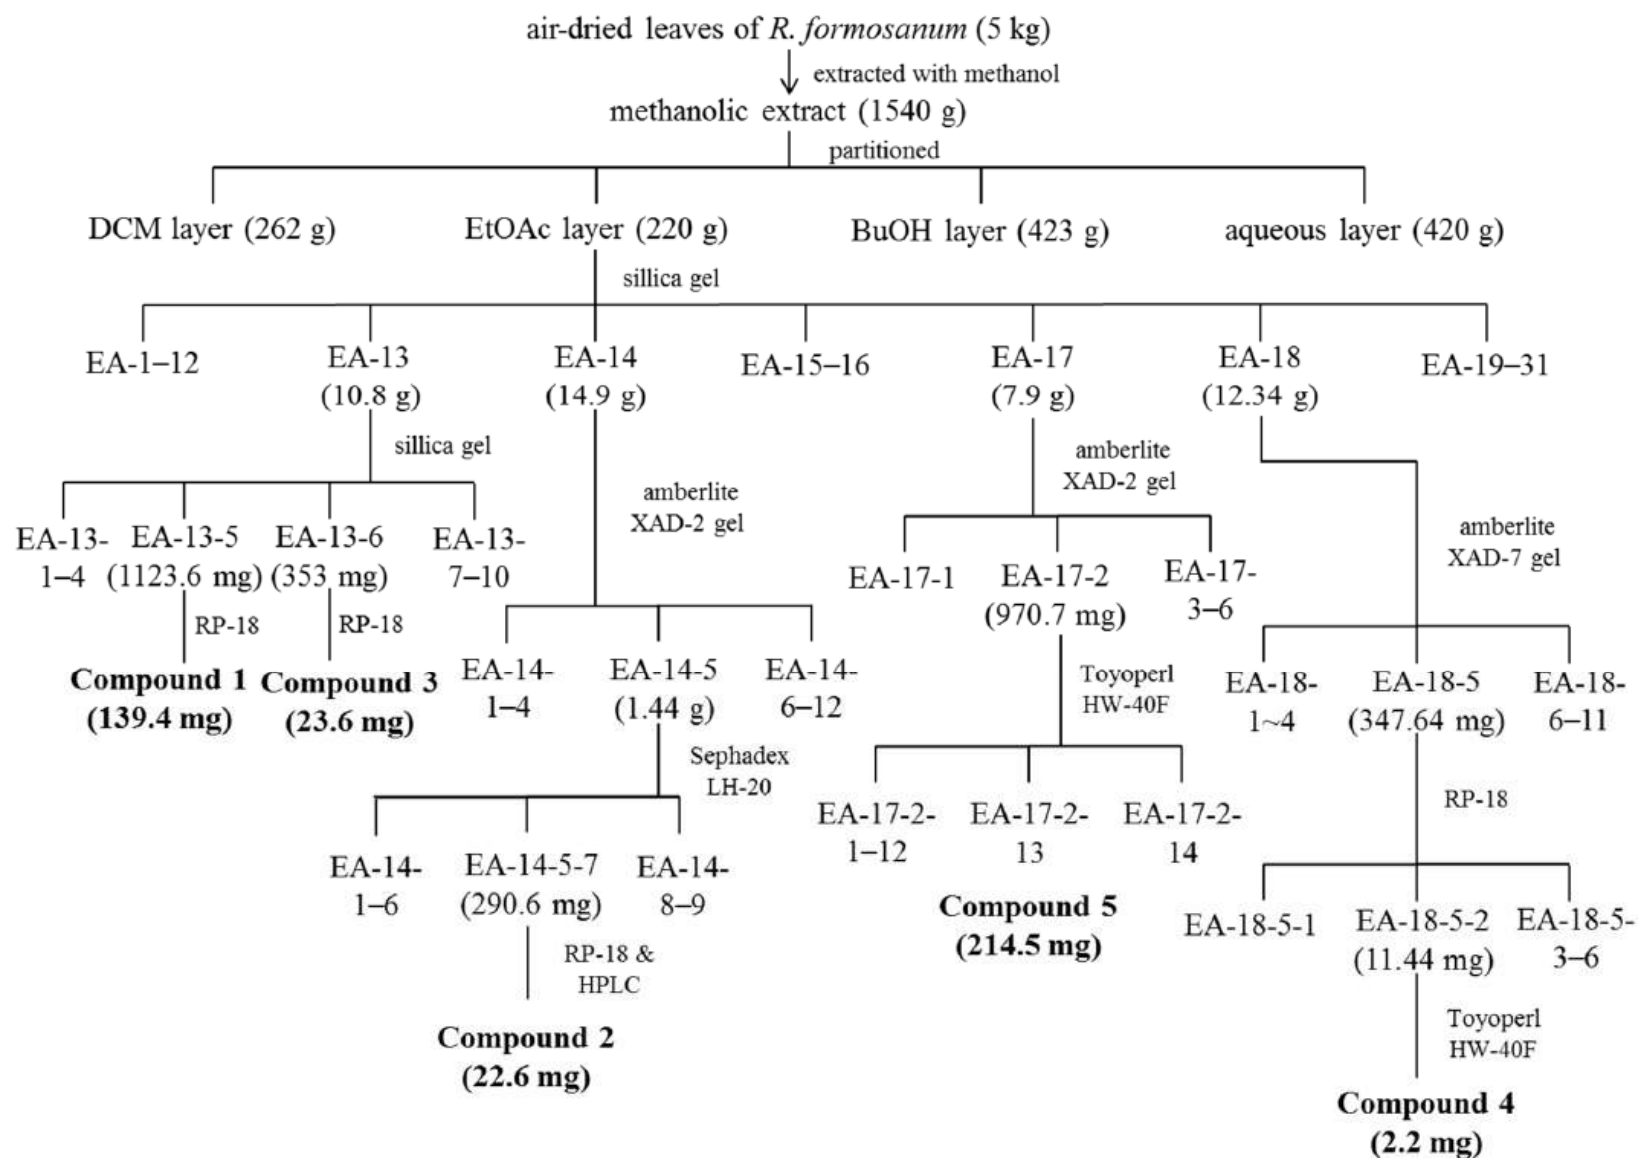 air-dried leaves of R. formosanum (5 kg)
extracted with methanol
methanolic extract (1540 g)
partitioned
DCM layer (262 g)
EtOAc layer (220 g)
BuOH layer (423 g)
aqueous layer (420 g)
sillica gel
EA-1–12
EA-13
(10.8 g)
EA-14
(14.9 g)
EA-15–16
EA-17
(7.9 g)
EA-18
(12.34 g)
EA-19–31
sillica gel
amberlite
XAD-2 gel
amberlite
XAD-2 gel
amberlite
XAD-7 gel
EA-13-
1–4
EA-13-5
(1123.6 mg)
EA-13-6
(353 mg)
EA-13-
7–10
RP-18
RP-18
Compound 1
(139.4 mg)
Compound 3
(23.6 mg)
EA-14-
1–4
EA-14-5
(1.44 g)
EA-14-
6–12
Sephadex
LH-20
EA-14-
1–6
EA-14-5-7
(290.6 mg)
EA-14-
8–9
RP-18 &
HPLC
Compound 2
(22.6 mg)
EA-17-1
EA-17-2
(970.7 mg)
EA-17-
3–6
Toyoperl
HW-40F
EA-17-2-
1–12
EA-17-2-
13
EA-17-2-
14
Compound 5
(214.5 mg)
EA-18-
1~4
EA-18-5
(347.64 mg)
EA-18-
6–11
RP-18
EA-18-5-1
EA-18-5-2
(11.44 mg)
EA-18-5-
3–6
Toyoperl
HW-40F
Compound 4
(2.2 mg)